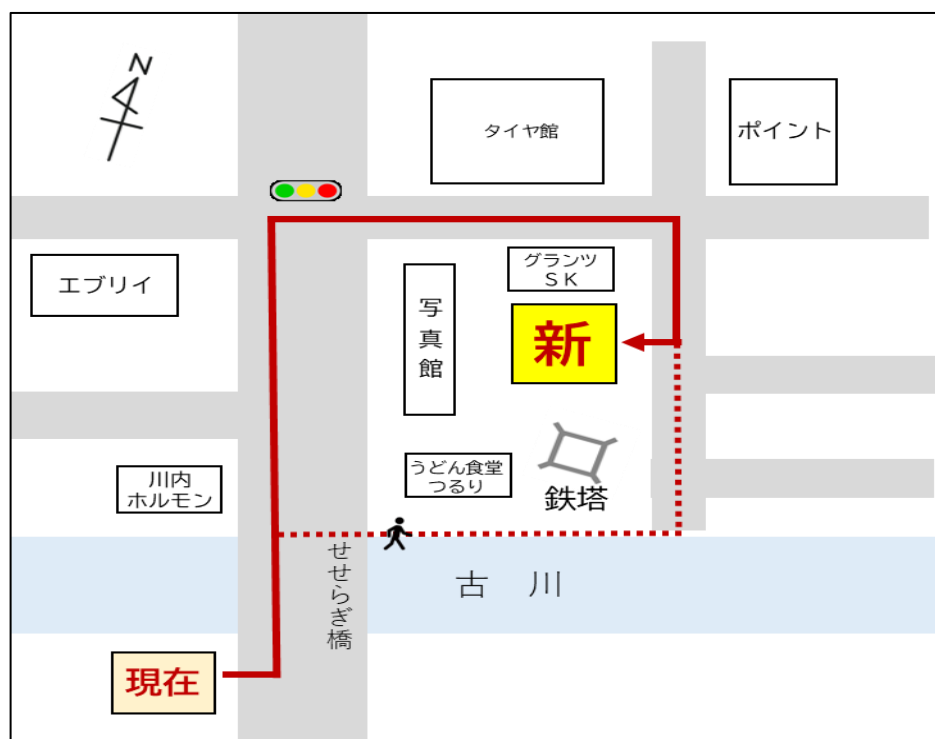 N
タイヤ館
ポイント
エブリイ
グランツ
ＳＫ
写真館
新
うどん食堂
つるり
川内
ホルモン
鉄塔
せせらぎ橋
古　川
現在